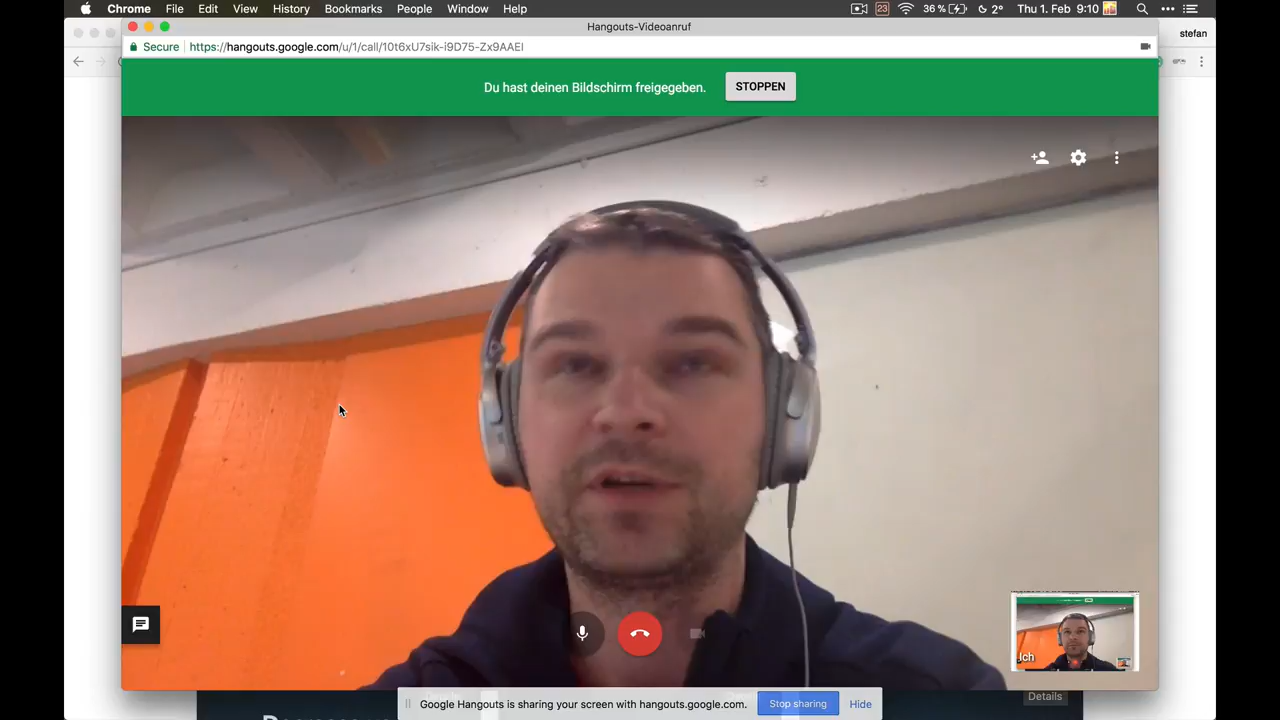 Chrome File Edit View History Bookmarks People Window Help 23 36 % 2° Thu 1. Feb 9:10
Hangouts-Videoanruf
stefan
Secure https://hangouts.google.com/u/1/call/10t6xU7sik-i9D75-Zx9AAEI
Du hast deinen Bildschirm freigegeben. STOPPEN
Ich
Google Hangouts is sharing your screen with hangouts.google.com. Stop sharing Hide
Details